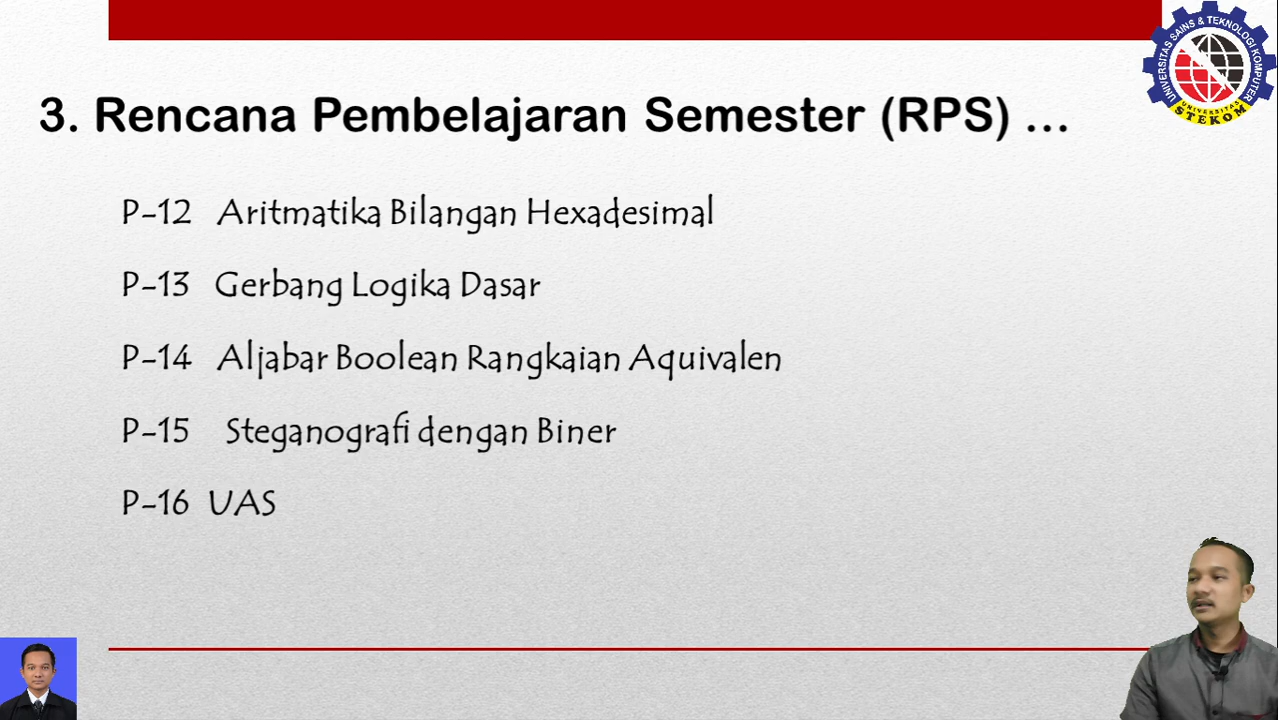 3. Rencana Pembelajaran Semester (RPS) ...
UNIVERSITAS SAINS & TEKNOLOGI KOMPUTER
UNIVERSITAS
STEKOM
P-12 Aritmatika Bilangan Hexadesimal
P-13 Gerbang Logika Dasar
P-14 Aljabar Boolean Rangkaian Aquivalen
P-15 Steganografi dengan Biner
P-16 UAS